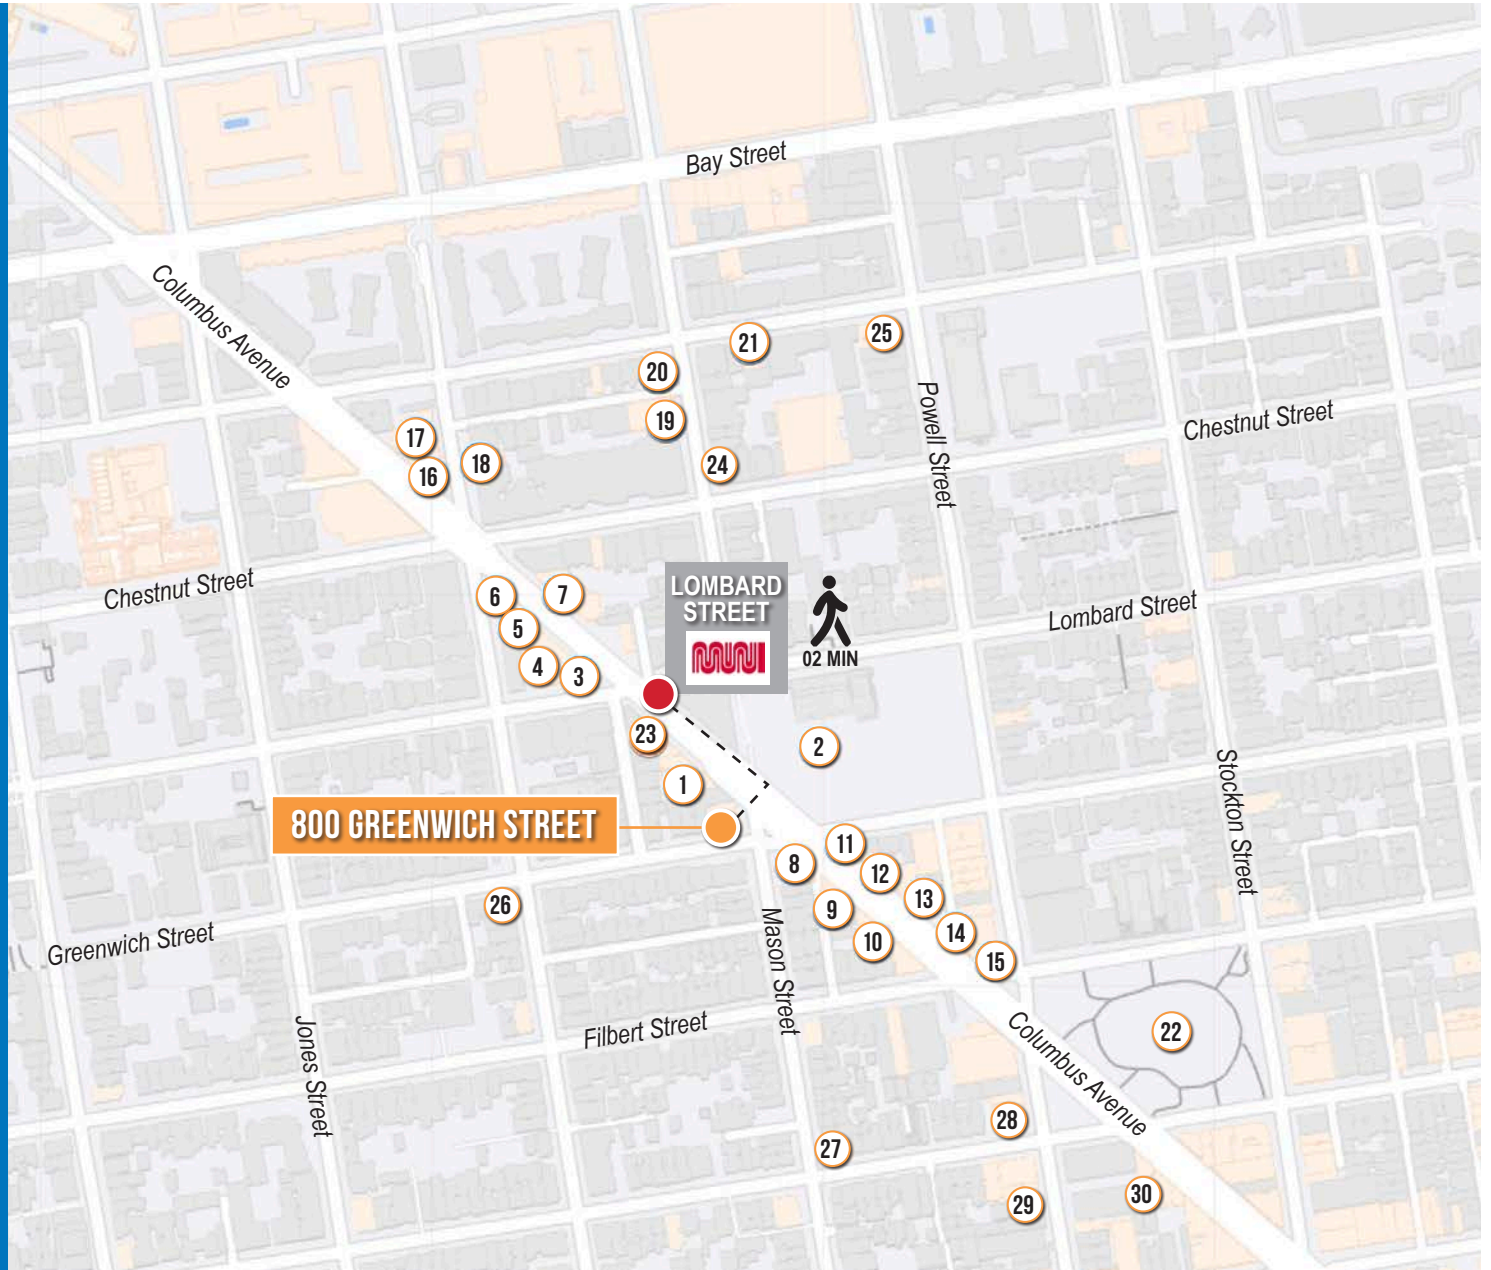 Bay Street
Columbus Avenue
21
25
20
19
17
18
16
24
Powell Street
Chestnut Street
Chestnut Street
6
7
5
4
3
LOMBARD
STREET
MUNI
02 MIN
Lombard Street
23
2
1
800 GREENWICH STREET
Stockton Street
8
11
12
13
9
14
10
15
26
Greenwich Street
Mason Street
Filbert Street
Jones Street
Columbus Avenue
22
28
27
29
30